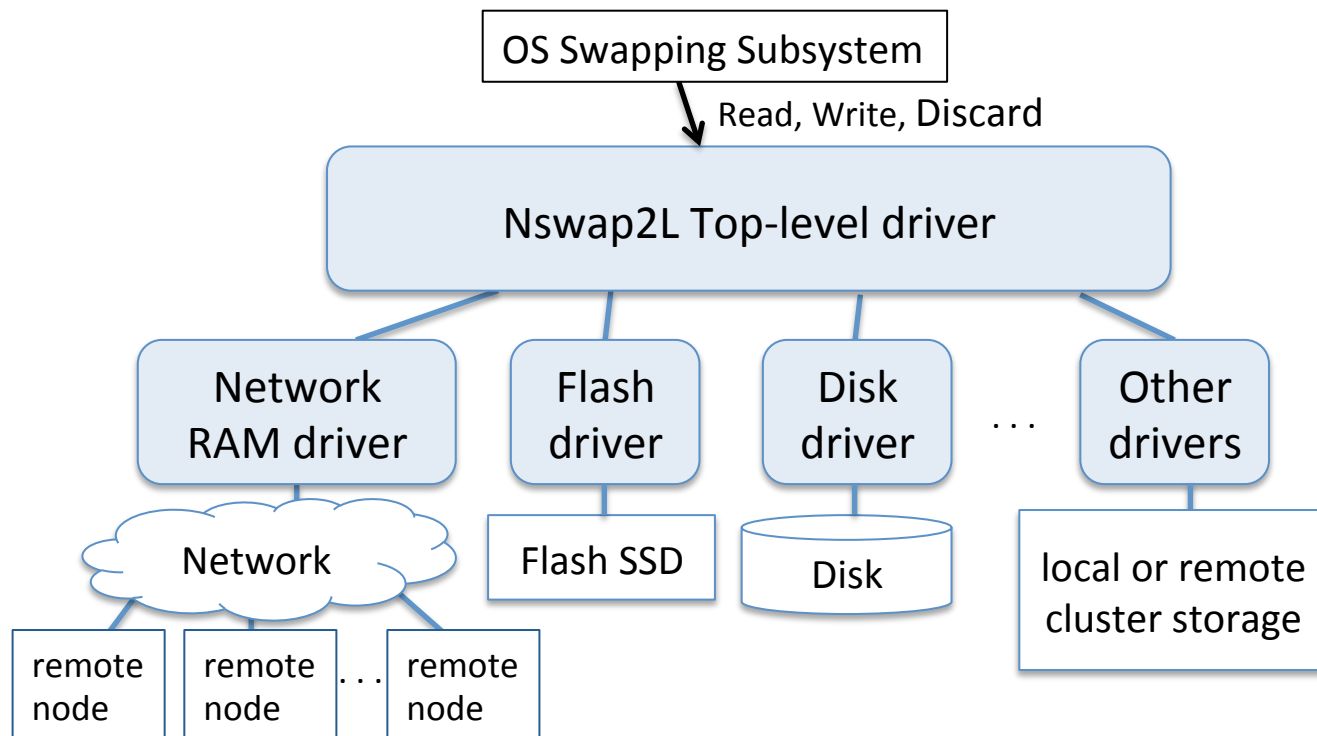 OS Swapping Subsystem
Read, Write, Discard
Nswap2L Top-level driver
Network
RAM driver
Flash
driver
Disk
driver
. . .
Other
drivers
Network
Flash SSD
Disk
local or remote
cluster storage
remote
node
remote
node
. . .
remote
node